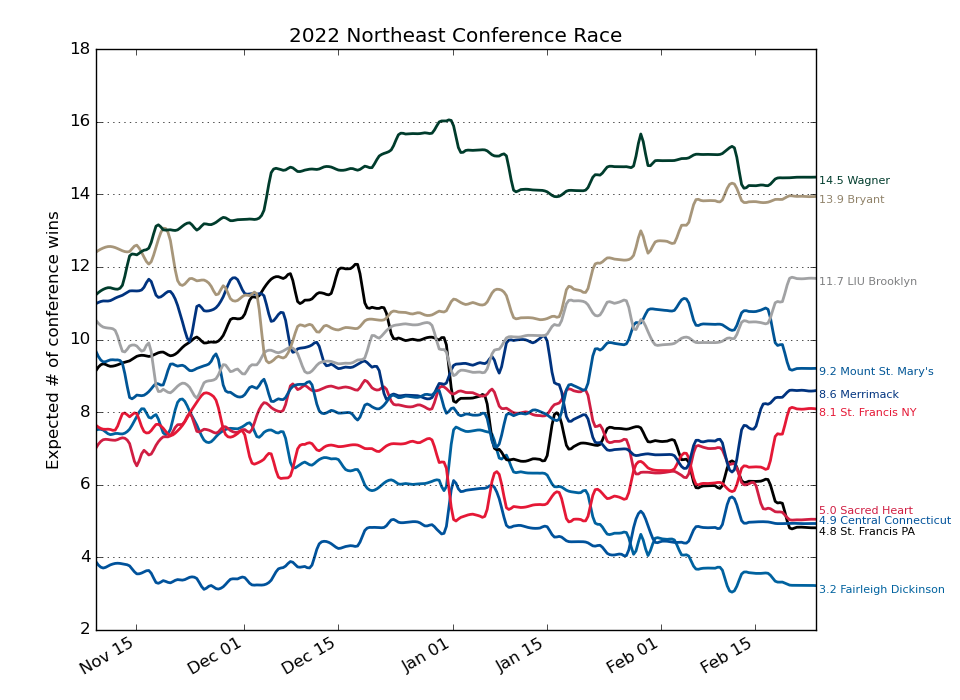 2022 Northeast Conference Race
Expected # of conference wins
18
16
14
12
10
8
6
4
2
Nov 15
Dec 01
Dec 15
Jan 01
Jan 15
Feb 01
Feb 15
14.5 Wagner
13.9 Bryant
11.7 LIU Brooklyn
9.2 Mount St. Mary's
8.6 Merrimack
8.1 St. Francis NY
5.0 Sacred Heart
4.9 Central Connecticut
4.8 St. Francis PA
3.2 Fairleigh Dickinson